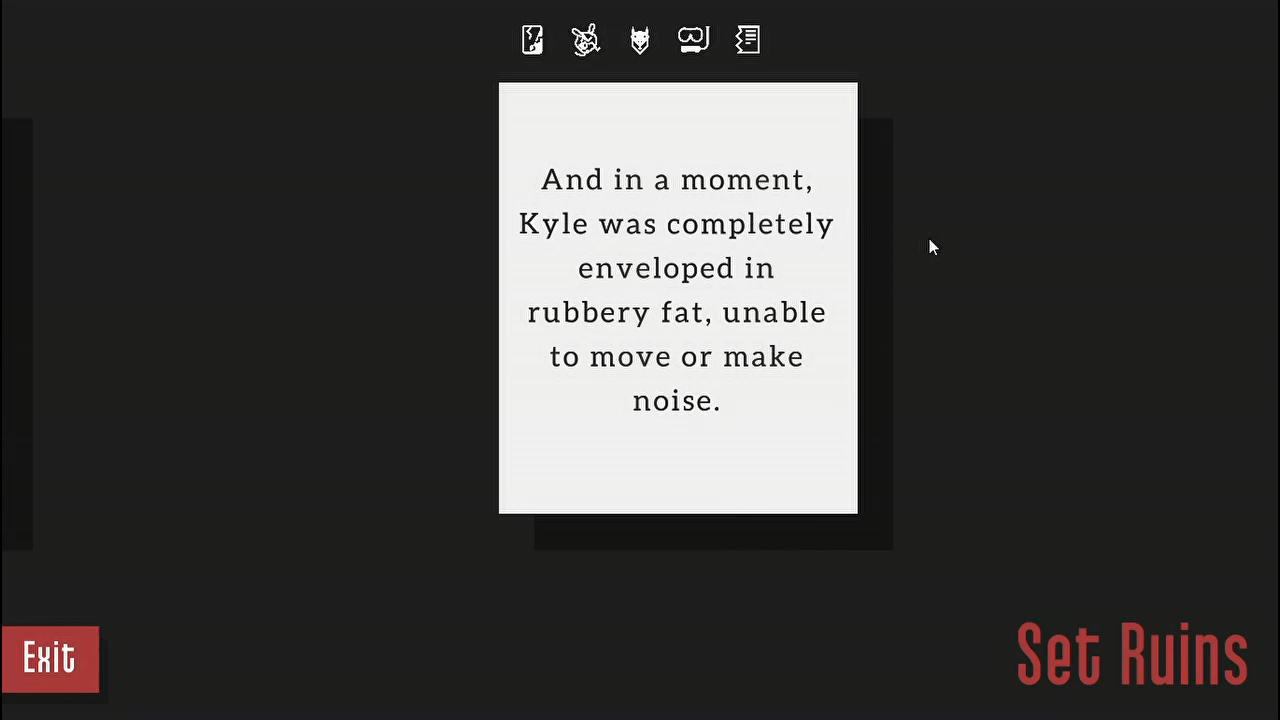 And in a moment,
Kyle was completely
enveloped in
rubbery fat, unable
to move or make
noise.
Exit
Set Ruins